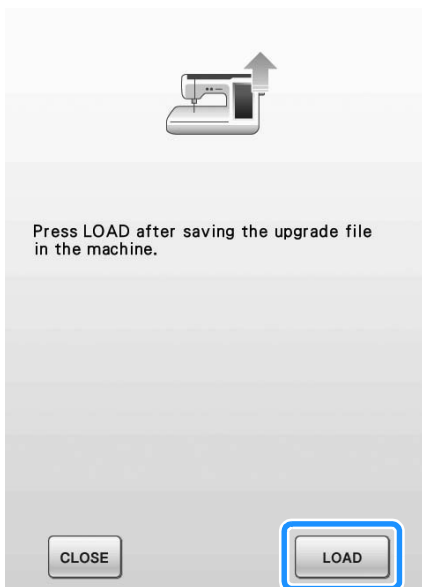 Press LOAD after saving the upgrade file
in the machine.
CLOSE
LOAD